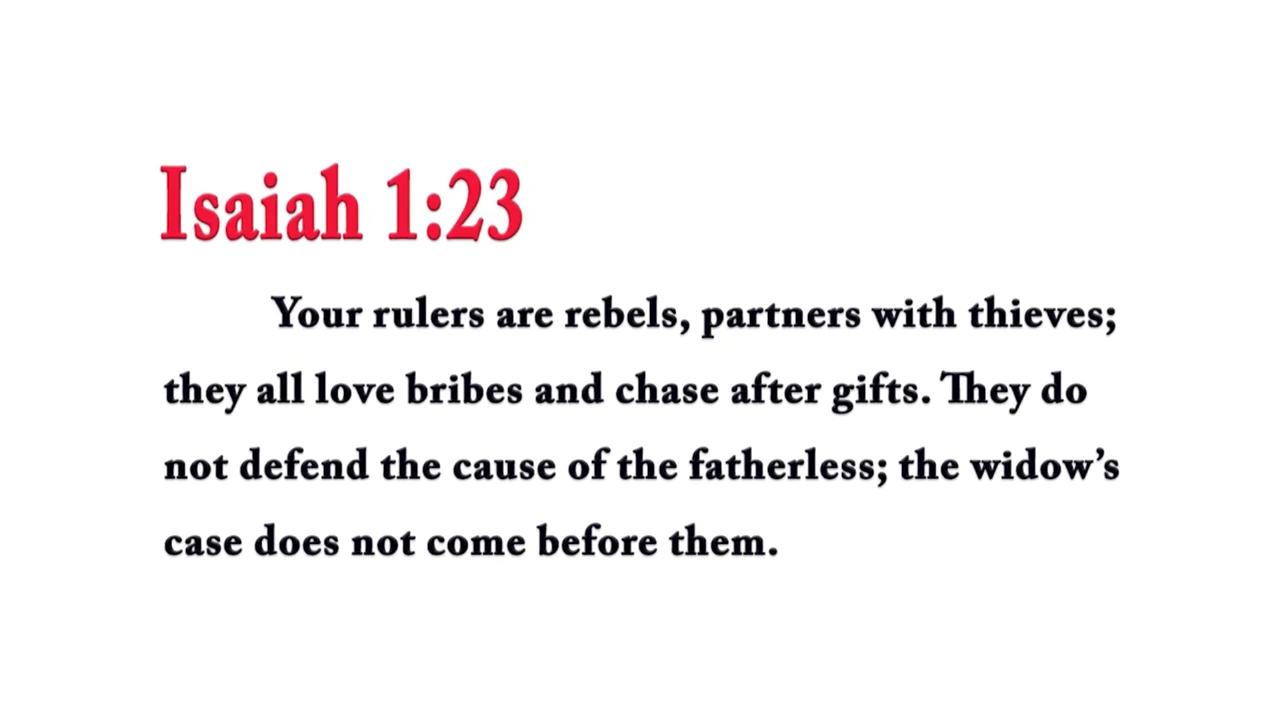 Isaiah 1:23
Your rulers are rebels, partners with thieves;
they all love bribes and chase after gifts. They do
not defend the cause of the fatherless; the widow’s
case does not come before them.